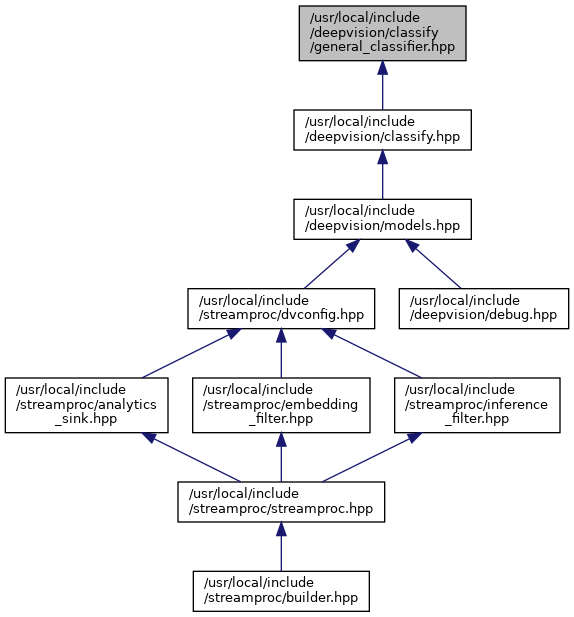 /usr/local/include
/deepvision/classify
/general_classifier.hpp
/usr/local/include
/deepvision/classify.hpp
/usr/local/include
/deepvision/models.hpp
/usr/local/include
/streamproc/dvconfig.hpp
/usr/local/include
/deepvision/debug.hpp
/usr/local/include
/streamproc/analytics
_sink.hpp
/usr/local/include
/streamproc/embedding
_filter.hpp
/usr/local/include
/streamproc/inference
_filter.hpp
/usr/local/include
/streamproc/streamproc.hpp
/usr/local/include
/streamproc/builder.hpp